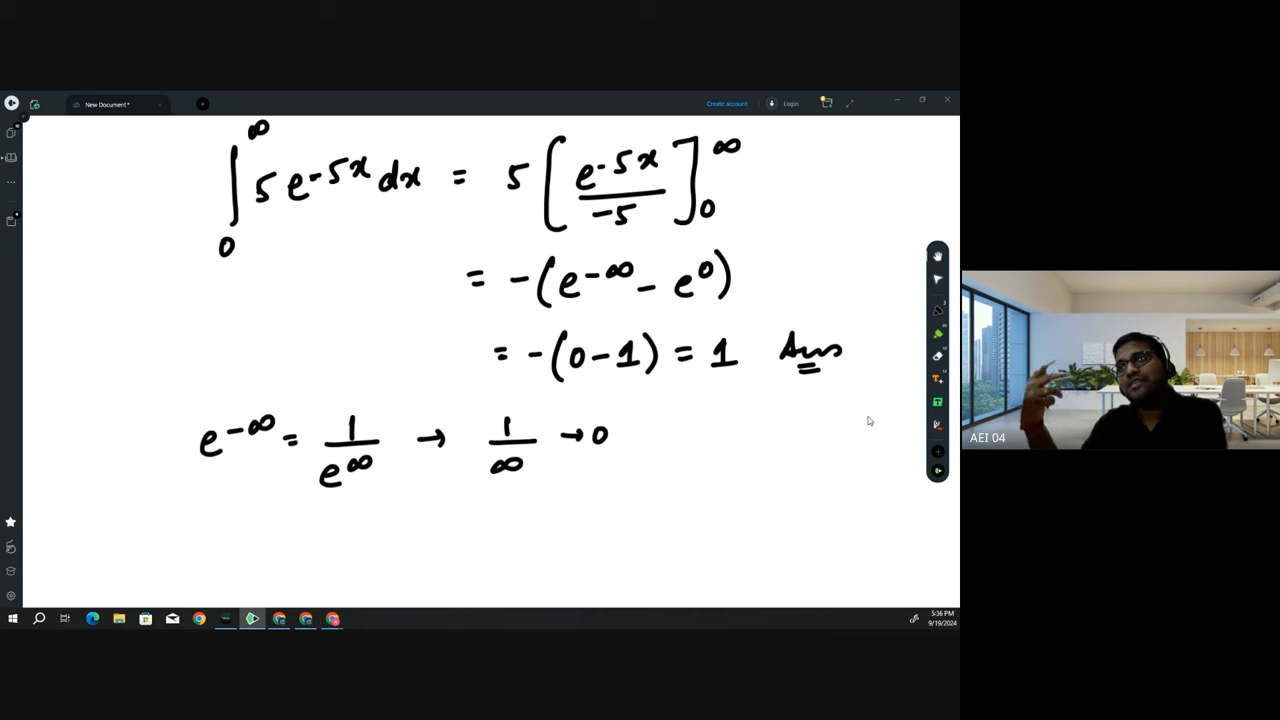 New Document*
Create account
Login
∫₀^∞ 5 e^{-5x} dx = 5 [ e^{-5x} / -5 ]₀^∞
= -(e^{-∞} - e^0)
= -(0-1) = 1 Ans
e^{-∞} = 1/e^∞ → 1/∞ → 0
AEI 04
5:36 PM
9/19/2024